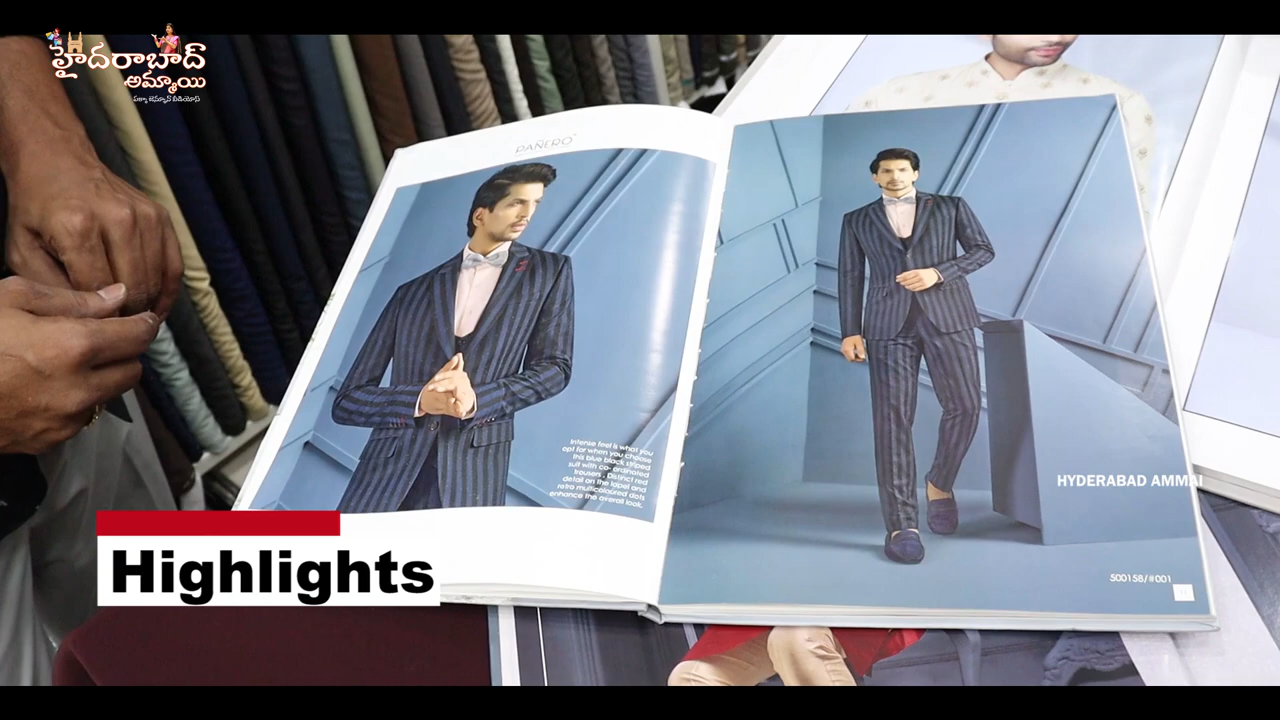 హైదరాబాద్
అమ్మాయి
పక్కా జెన్యూన్ వీడియోస్
PAÑERO
Intense feel is what you
opt for when you choose
this blue black striped
suit with co-ordinated
trousers. Distinct red
detail on the lapel and
retro multicoloured dots
enhance the overall look.
HYDERABAD AMMAI
S00158/#001
11
Highlights